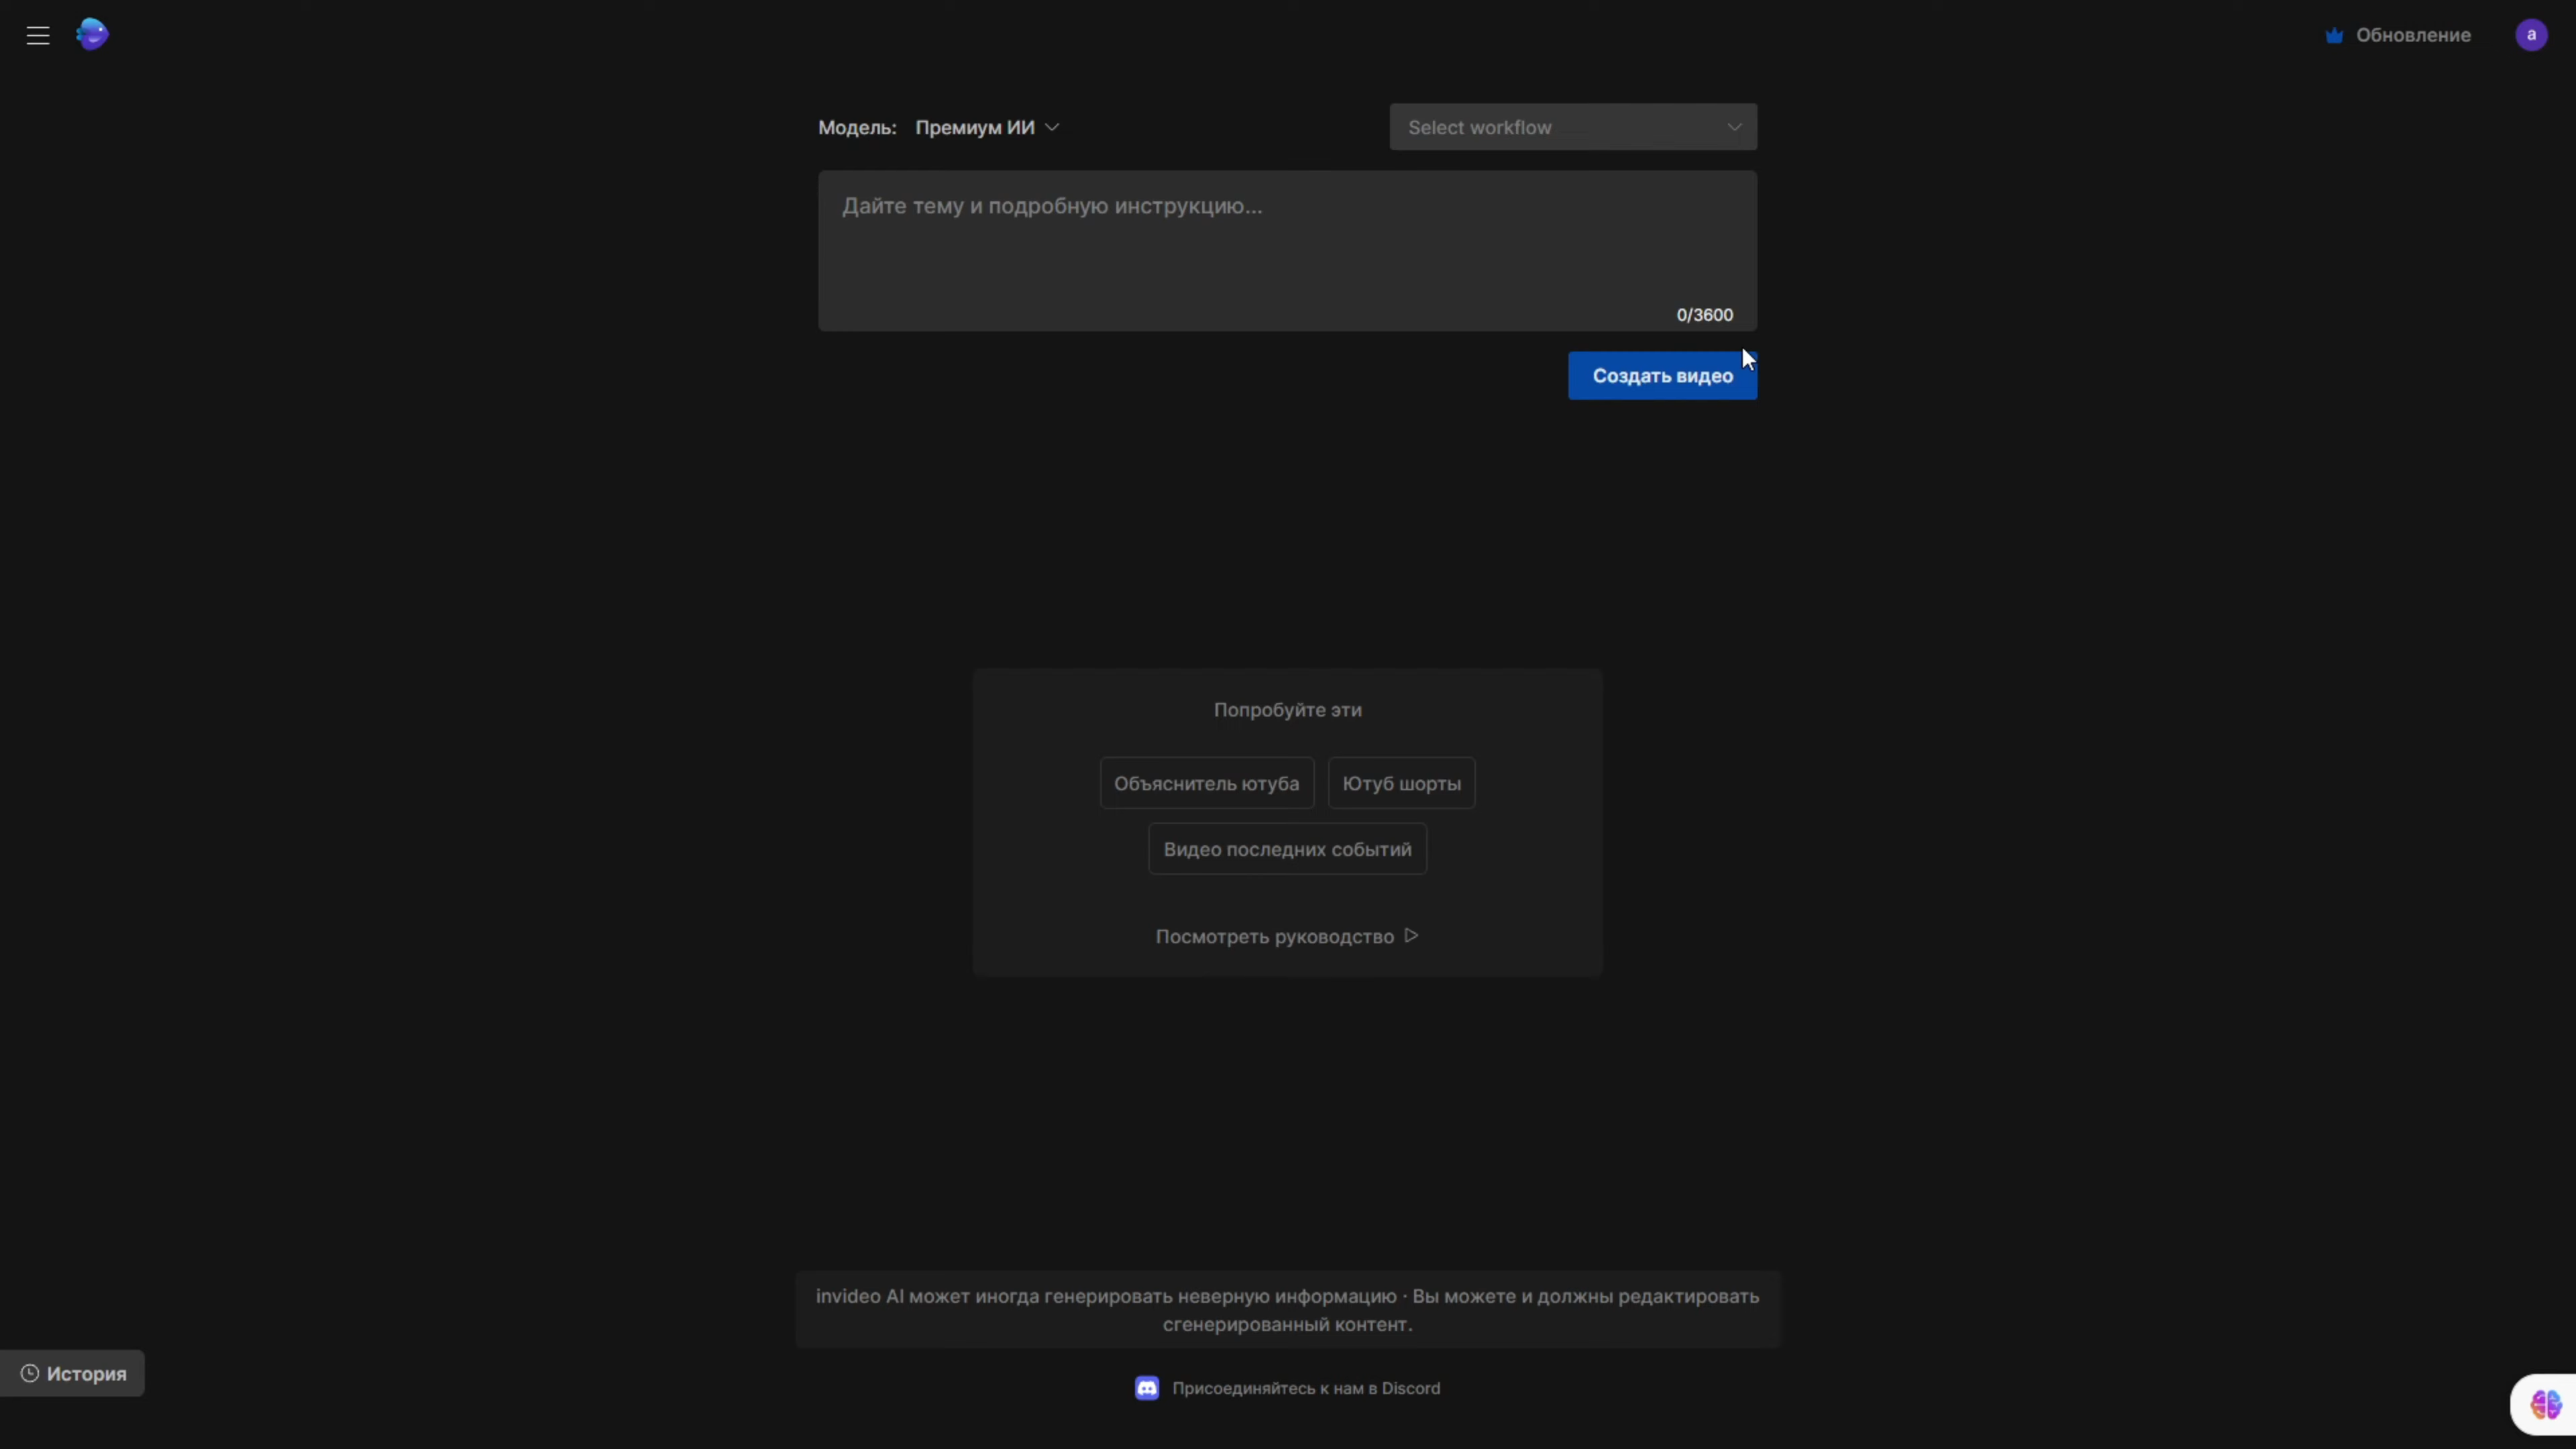 Обновление
a
Модель: Премиум ИИ
Select workflow
Дайте тему и подробную инструкцию...
0/3600
Создать видео
Попробуйте эти
Объяснитель ютуба
Ютуб шорты
Видео последних событий
Посмотреть руководство
invideo AI может иногда генерировать неверную информацию · Вы можете и должны редактировать
сгенерированный контент.
История
Присоединяйтесь к нам в Discord